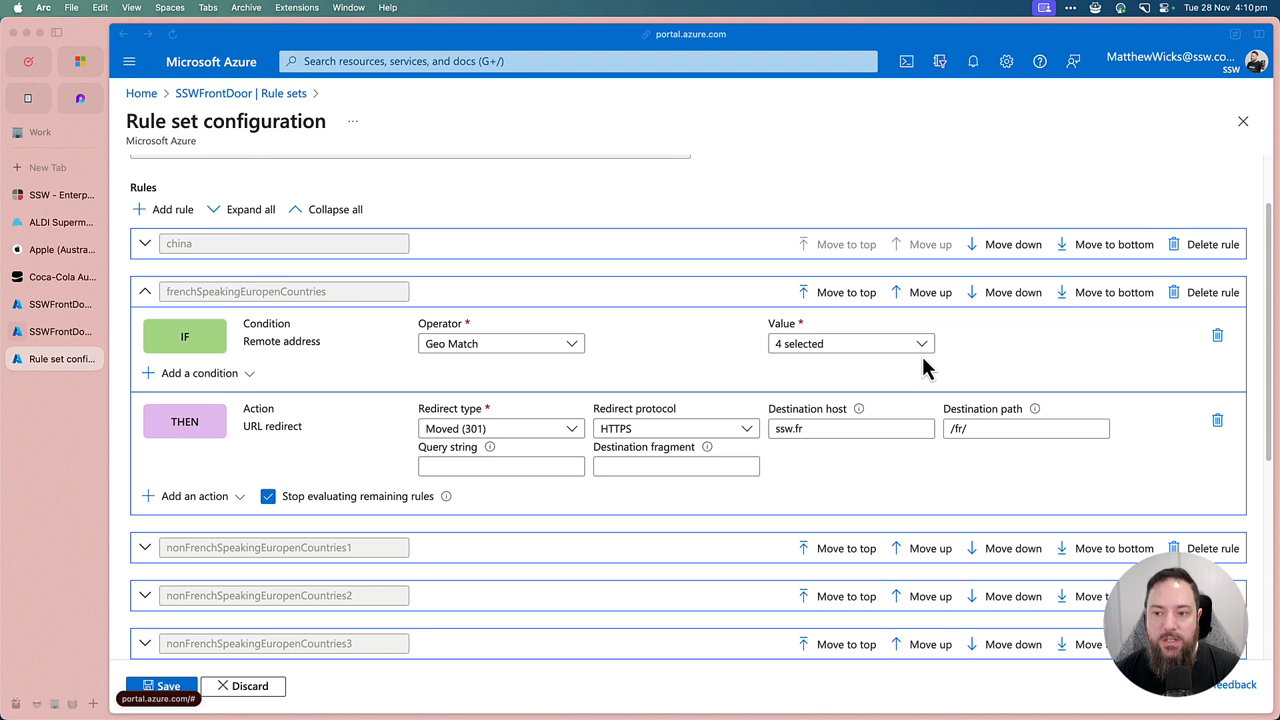 Arc File Edit View Spaces Tabs Archive Extensions Window Help Tue 28 Nov 4:10 pm
portal.azure.com
Microsoft Azure
Search resources, services, and docs (G+/)
MatthewWicks@ssw.co...
SSW
Home > SSWFrontDoor | Rule sets >
Rule set configuration ...
Microsoft Azure
Work
New Tab
SSW - Enterp...
ALDI Superm...
Apple (Austra...
Coca-Cola Au...
SSWFrontDo...
SSWFrontDo...
Rule set confi...
Rules
Add rule Expand all Collapse all
china Move to top Move up Move down Move to bottom Delete rule
frenchSpeakingEuropenCountries Move to top Move up Move down Move to bottom Delete rule
IF
Condition
Remote address
Operator *
Geo Match
Value *
4 selected
Add a condition
THEN
Action
URL redirect
Redirect type * Redirect protocol Destination host Destination path
Moved (301) HTTPS ssw.fr /fr/
Query string Destination fragment
Add an action Stop evaluating remaining rules
nonFrenchSpeakingEuropenCountries1 Move to top Move up Move down Move to bottom Delete rule
nonFrenchSpeakingEuropenCountries2 Move to top Move up Move down Move
nonFrenchSpeakingEuropenCountries3 Move to top Move up Move down Move
Save Discard
portal.azure.com/#
eedback